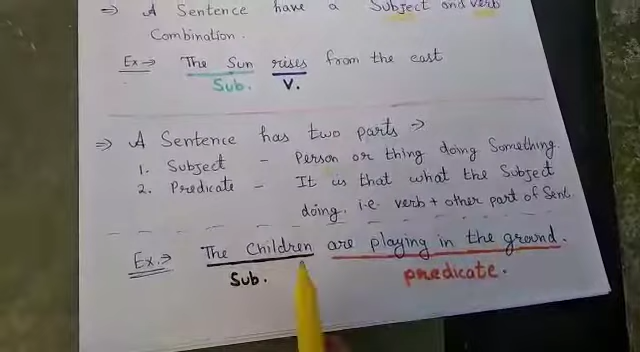 ⇒ A Sentence have a Subject and verb
Combination.
Ex → The Sun rises from the east
Sub. V.
⇒ A Sentence has two parts →
1. Subject - Person or thing doing Something.
2. Predicate - It is that what the Subject
doing. i.e verb + other part of Sent.
Ex. → The Children are playing in the ground.
Sub. predicate.